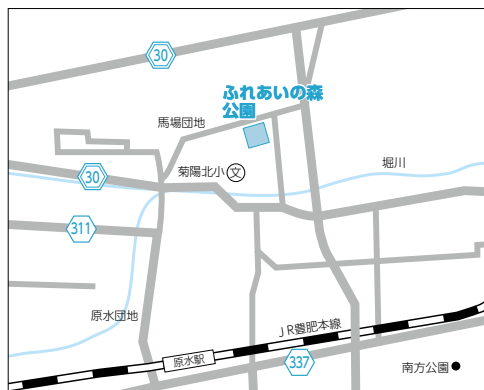 30
ふれあいの森
公園
馬場団地
堀川
菊陽北小
文
30
311
原水団地
JR豊肥本線
原水駅
337
南方公園